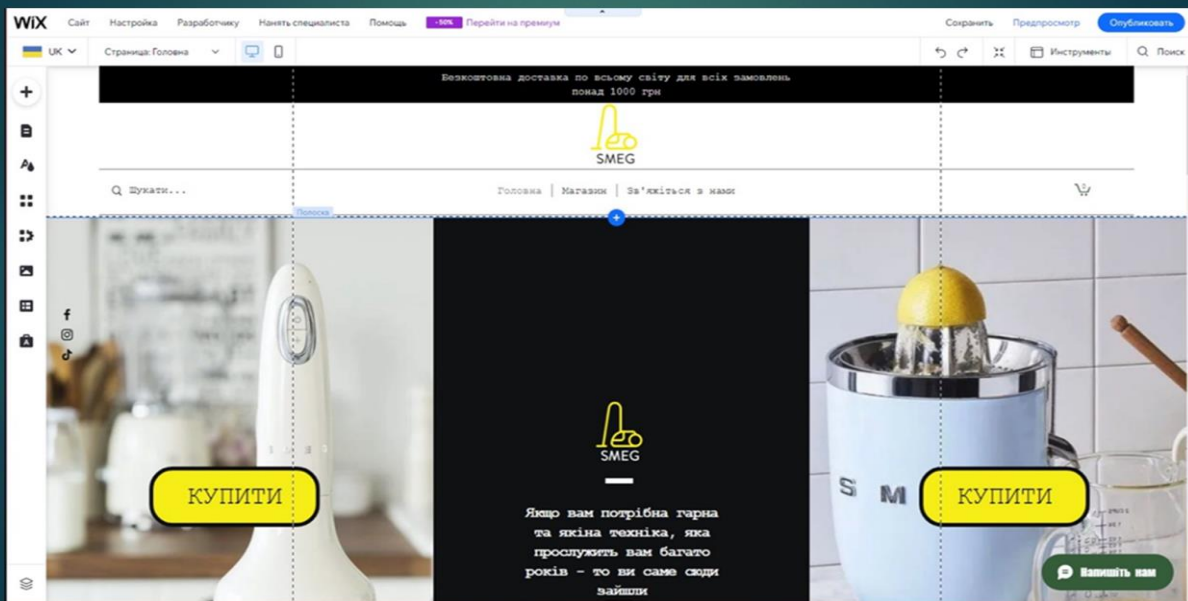 WiX Сайт Настройка Разработчику Нанять специалиста Помощь -50% Перейти на премиум Сохранить Предпросмотр Опубликовать
UK Страница: Головна Инструменты Поиск
Безкоштовна доставка по всьому світу для всіх замовлень
понад 1000 грн
SMEG
Шукати... Головна Магазин Зв'яжіться з нами
Полоска
SMEG
КУПИТИ
S M
КУПИТИ
Якщо вам потрібна гарна
та якіна техніка, яка
прослужить вам багато
років - то ви саме сюди
зайшли
Напишіть нам